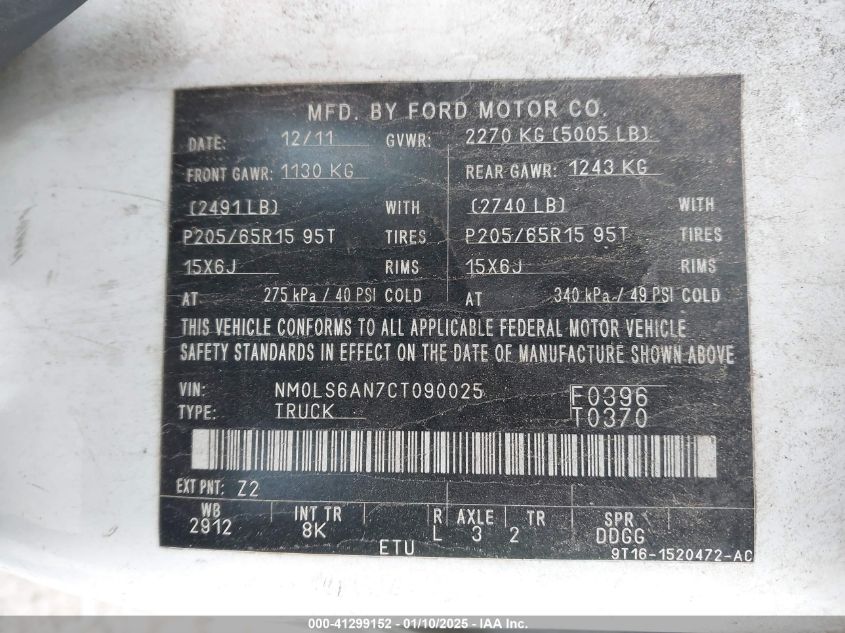 MFD. BY FORD MOTOR CO.
DATE: 12/11 GVWR: 2270 KG (5005 LB)
FRONT GAWR: 1130 KG REAR GAWR: 1243 KG
(2491LB) WITH (2740 LB) WITH
P205/65R15 95T TIRES P205/65R15 95T TIRES
15X6J RIMS 15X6J RIMS
AT 275 kPa / 40 PSI COLD AT 340 kPa / 49 PSI COLD
THIS VEHICLE CONFORMS TO ALL APPLICABLE FEDERAL MOTOR VEHICLE
SAFETY STANDARDS IN EFFECT ON THE DATE OF MANUFACTURE SHOWN ABOVE
VIN: NM0LS6AN7CT090025 F0396
TYPE: TRUCK T0370
EXT PNT: Z2
WB INT TR R AXLE TR SPR
2912 8K L 3 2 DDGG
ETU 9T16-1520472-AC
000-41299152 - 01/10/2025 - IAA Inc.